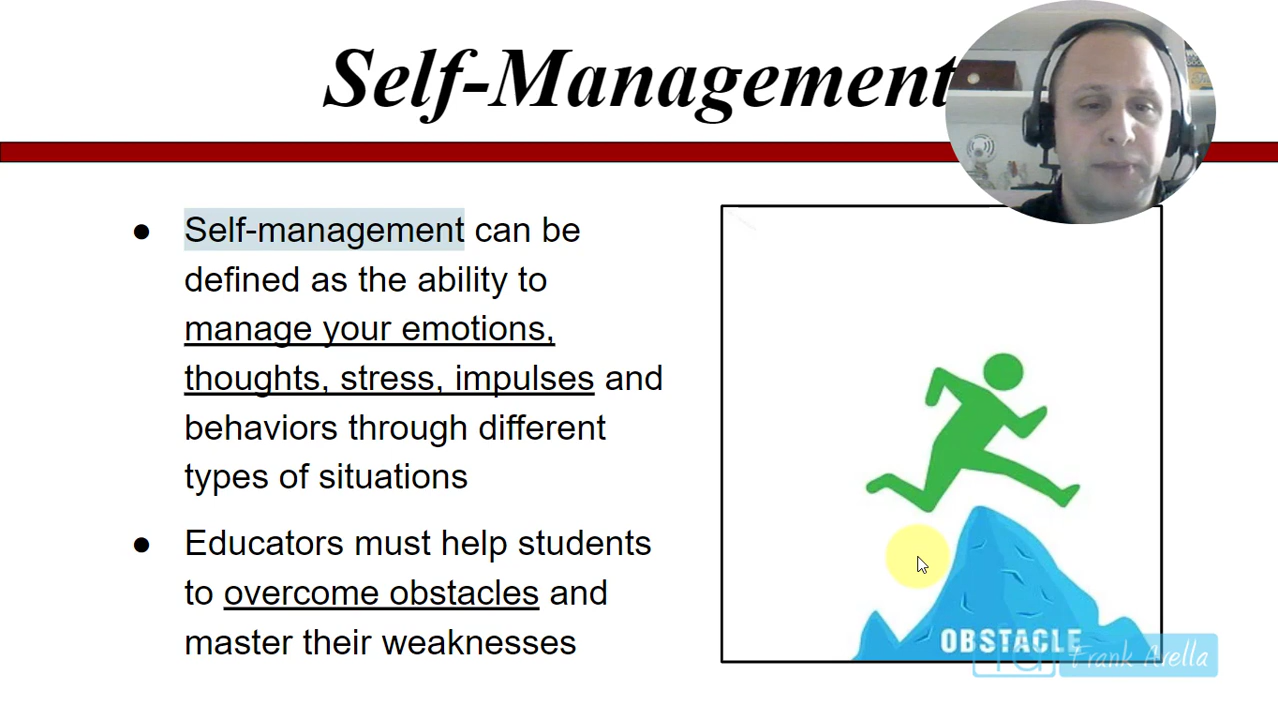 Self-Management
● Self-management can be
defined as the ability to
manage your emotions,
thoughts, stress, impulses and
behaviors through different
types of situations
● Educators must help students
to overcome obstacles and
master their weaknesses
OBSTACLE
Frank Arella